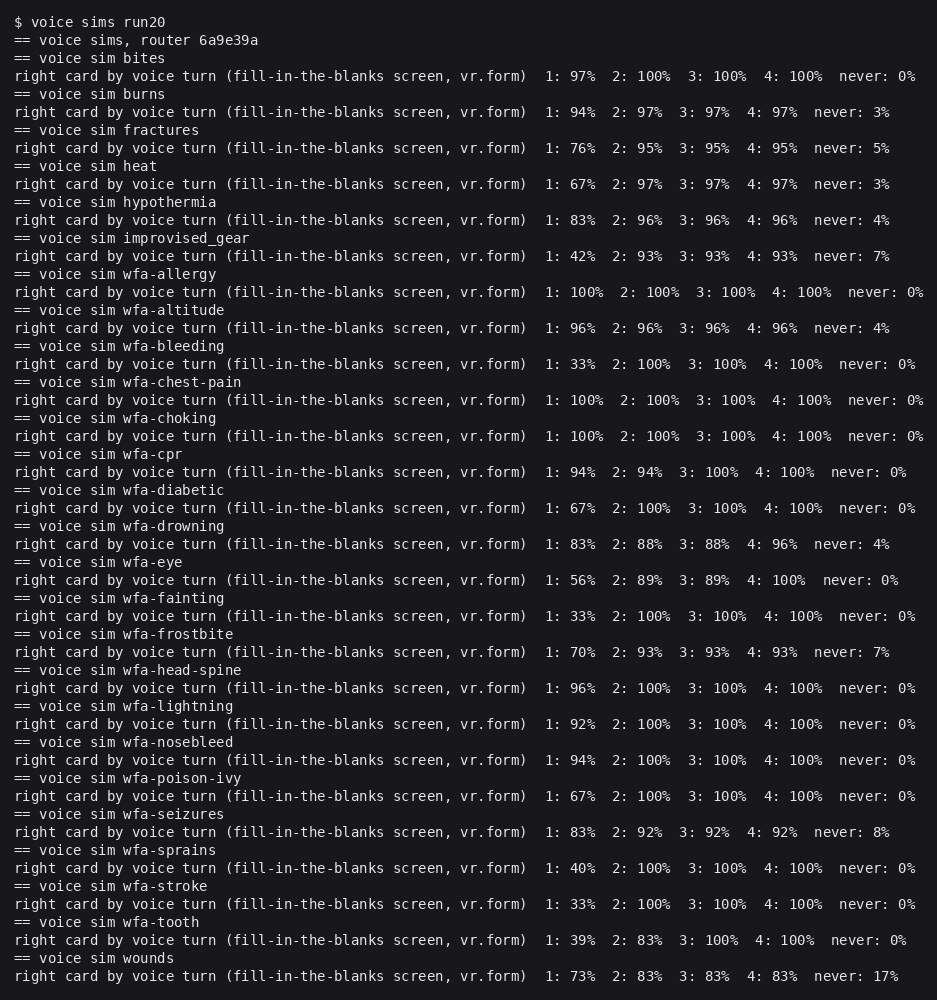 $ voice sims run20
== voice sims, router 6a9e39a
== voice sim bites
right card by voice turn (fill-in-the-blanks screen, vr.form)  1: 97%  2: 100%  3: 100%  4: 100%  never: 0%
== voice sim burns
right card by voice turn (fill-in-the-blanks screen, vr.form)  1: 94%  2: 97%  3: 97%  4: 97%  never: 3%
== voice sim fractures
right card by voice turn (fill-in-the-blanks screen, vr.form)  1: 76%  2: 95%  3: 95%  4: 95%  never: 5%
== voice sim heat
right card by voice turn (fill-in-the-blanks screen, vr.form)  1: 67%  2: 97%  3: 97%  4: 97%  never: 3%
== voice sim hypothermia
right card by voice turn (fill-in-the-blanks screen, vr.form)  1: 83%  2: 96%  3: 96%  4: 96%  never: 4%
== voice sim improvised_gear
right card by voice turn (fill-in-the-blanks screen, vr.form)  1: 42%  2: 93%  3: 93%  4: 93%  never: 7%
== voice sim wfa-allergy
right card by voice turn (fill-in-the-blanks screen, vr.form)  1: 100%  2: 100%  3: 100%  4: 100%  never: 0%
== voice sim wfa-altitude
right card by voice turn (fill-in-the-blanks screen, vr.form)  1: 96%  2: 96%  3: 96%  4: 96%  never: 4%
== voice sim wfa-bleeding
right card by voice turn (fill-in-the-blanks screen, vr.form)  1: 33%  2: 100%  3: 100%  4: 100%  never: 0%
== voice sim wfa-chest-pain
right card by voice turn (fill-in-the-blanks screen, vr.form)  1: 100%  2: 100%  3: 100%  4: 100%  never: 0%
== voice sim wfa-choking
right card by voice turn (fill-in-the-blanks screen, vr.form)  1: 100%  2: 100%  3: 100%  4: 100%  never: 0%
== voice sim wfa-cpr
right card by voice turn (fill-in-the-blanks screen, vr.form)  1: 94%  2: 94%  3: 100%  4: 100%  never: 0%
== voice sim wfa-diabetic
right card by voice turn (fill-in-the-blanks screen, vr.form)  1: 67%  2: 100%  3: 100%  4: 100%  never: 0%
== voice sim wfa-drowning
right card by voice turn (fill-in-the-blanks screen, vr.form)  1: 83%  2: 88%  3: 88%  4: 96%  never: 4%
== voice sim wfa-eye
right card by voice turn (fill-in-the-blanks screen, vr.form)  1: 56%  2: 89%  3: 89%  4: 100%  never: 0%
== voice sim wfa-fainting
right card by voice turn (fill-in-the-blanks screen, vr.form)  1: 33%  2: 100%  3: 100%  4: 100%  never: 0%
== voice sim wfa-frostbite
right card by voice turn (fill-in-the-blanks screen, vr.form)  1: 70%  2: 93%  3: 93%  4: 93%  never: 7%
== voice sim wfa-head-spine
right card by voice turn (fill-in-the-blanks screen, vr.form)  1: 96%  2: 100%  3: 100%  4: 100%  never: 0%
== voice sim wfa-lightning
right card by voice turn (fill-in-the-blanks screen, vr.form)  1: 92%  2: 100%  3: 100%  4: 100%  never: 0%
== voice sim wfa-nosebleed
right card by voice turn (fill-in-the-blanks screen, vr.form)  1: 94%  2: 100%  3: 100%  4: 100%  never: 0%
== voice sim wfa-poison-ivy
right card by voice turn (fill-in-the-blanks screen, vr.form)  1: 67%  2: 100%  3: 100%  4: 100%  never: 0%
== voice sim wfa-seizures
right card by voice turn (fill-in-the-blanks screen, vr.form)  1: 83%  2: 92%  3: 92%  4: 92%  never: 8%
== voice sim wfa-sprains
right card by voice turn (fill-in-the-blanks screen, vr.form)  1: 40%  2: 100%  3: 100%  4: 100%  never: 0%
== voice sim wfa-stroke
right card by voice turn (fill-in-the-blanks screen, vr.form)  1: 33%  2: 100%  3: 100%  4: 100%  never: 0%
== voice sim wfa-tooth
right card by voice turn (fill-in-the-blanks screen, vr.form)  1: 39%  2: 83%  3: 100%  4: 100%  never: 0%
== voice sim wounds
right card by voice turn (fill-in-the-blanks screen, vr.form)  1: 73%  2: 83%  3: 83%  4: 83%  never: 17%